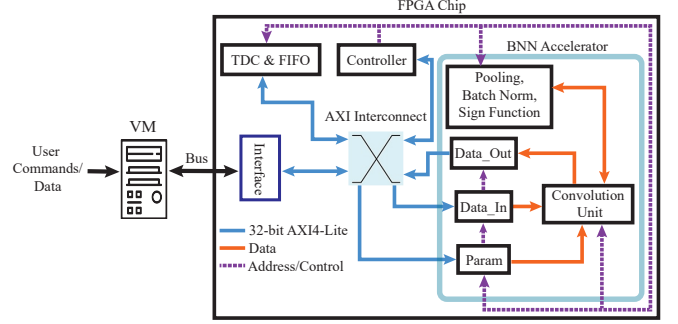 FPGA Chip
TDC & FIFO
Controller
BNN Accelerator
Pooling,
Batch Norm,
Sign Function
AXI Interconnect
VM
User
Commands/
Data
Bus
Interface
Data_Out
Data_In
Convolution
Unit
Param
32-bit AXI4-Lite
Data
Address/Control